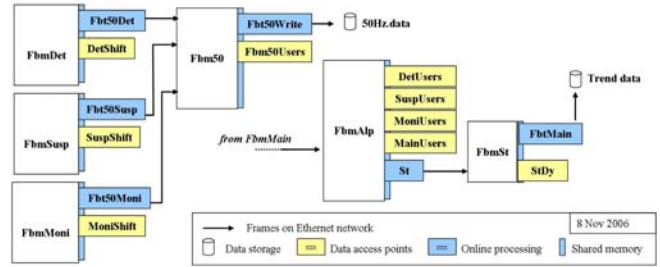 FbmDet
Fbt50Det
DetShift
FbmSusp
Fbt50Susp
SuspShift
FbmMoni
Fbt50Moni
MoniShift
Fbm50
Fbt50Write
Fbm50Users
50Hz.data
from FbmMain
FbmAlp
DetUsers
SuspUsers
MoniUsers
MainUsers
St
FbmSt
FbtMain
StDy
Trend data
Frames on Ethernet network
8 Nov 2006
Data storage
Data access points
Online processing
Shared memory